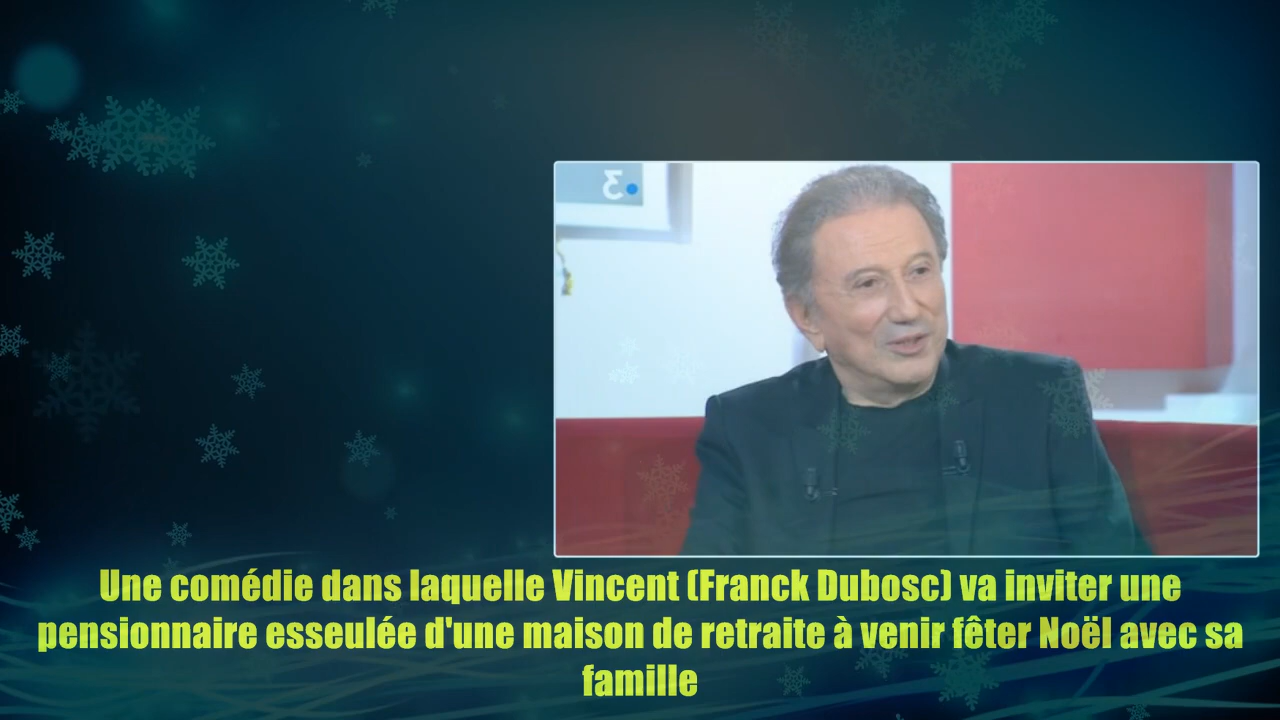 3
Une comédie dans laquelle Vincent (Franck Dubosc) va inviter une
pensionnaire esseulée d'une maison de retraite à venir fêter Noël avec sa
famille